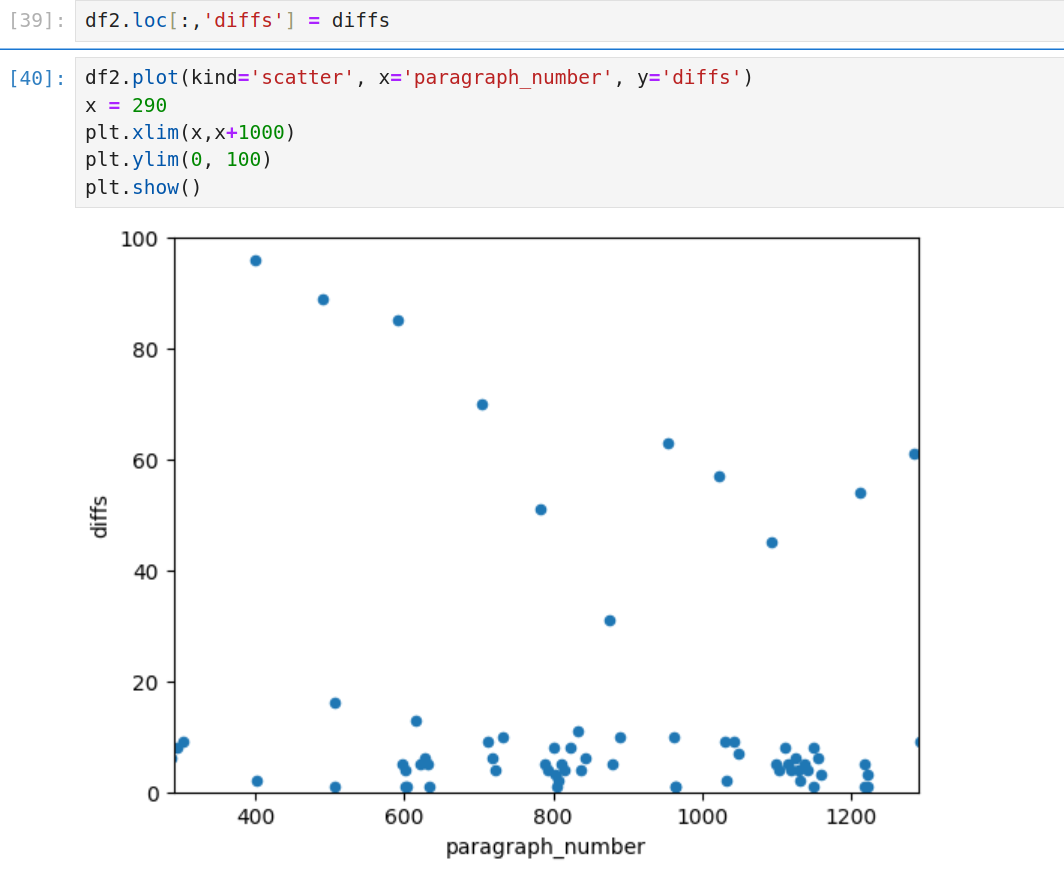 [39]: df2.loc[:,'diffs'] = diffs
[40]: df2.plot(kind='scatter', x='paragraph_number', y='diffs')
x = 290
plt.xlim(x,x+1000)
plt.ylim(0, 100)
plt.show()
100
80
60
40
20
0
diffs
400 600 800 1000 1200
paragraph_number